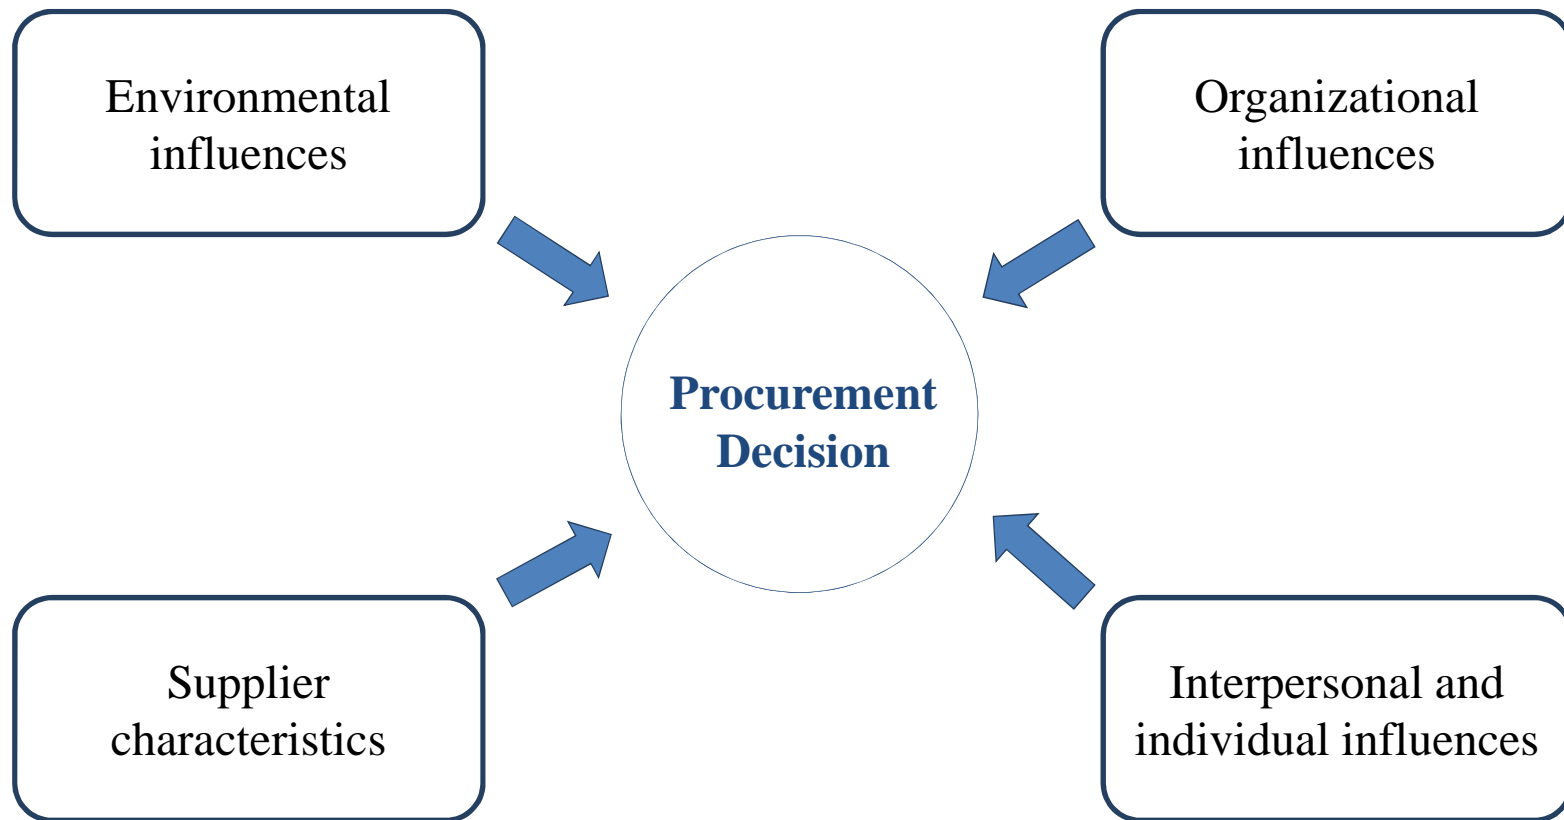 Environmental
influences
Organizational
influences
Procurement
Decision
Supplier
characteristics
Interpersonal and
individual influences